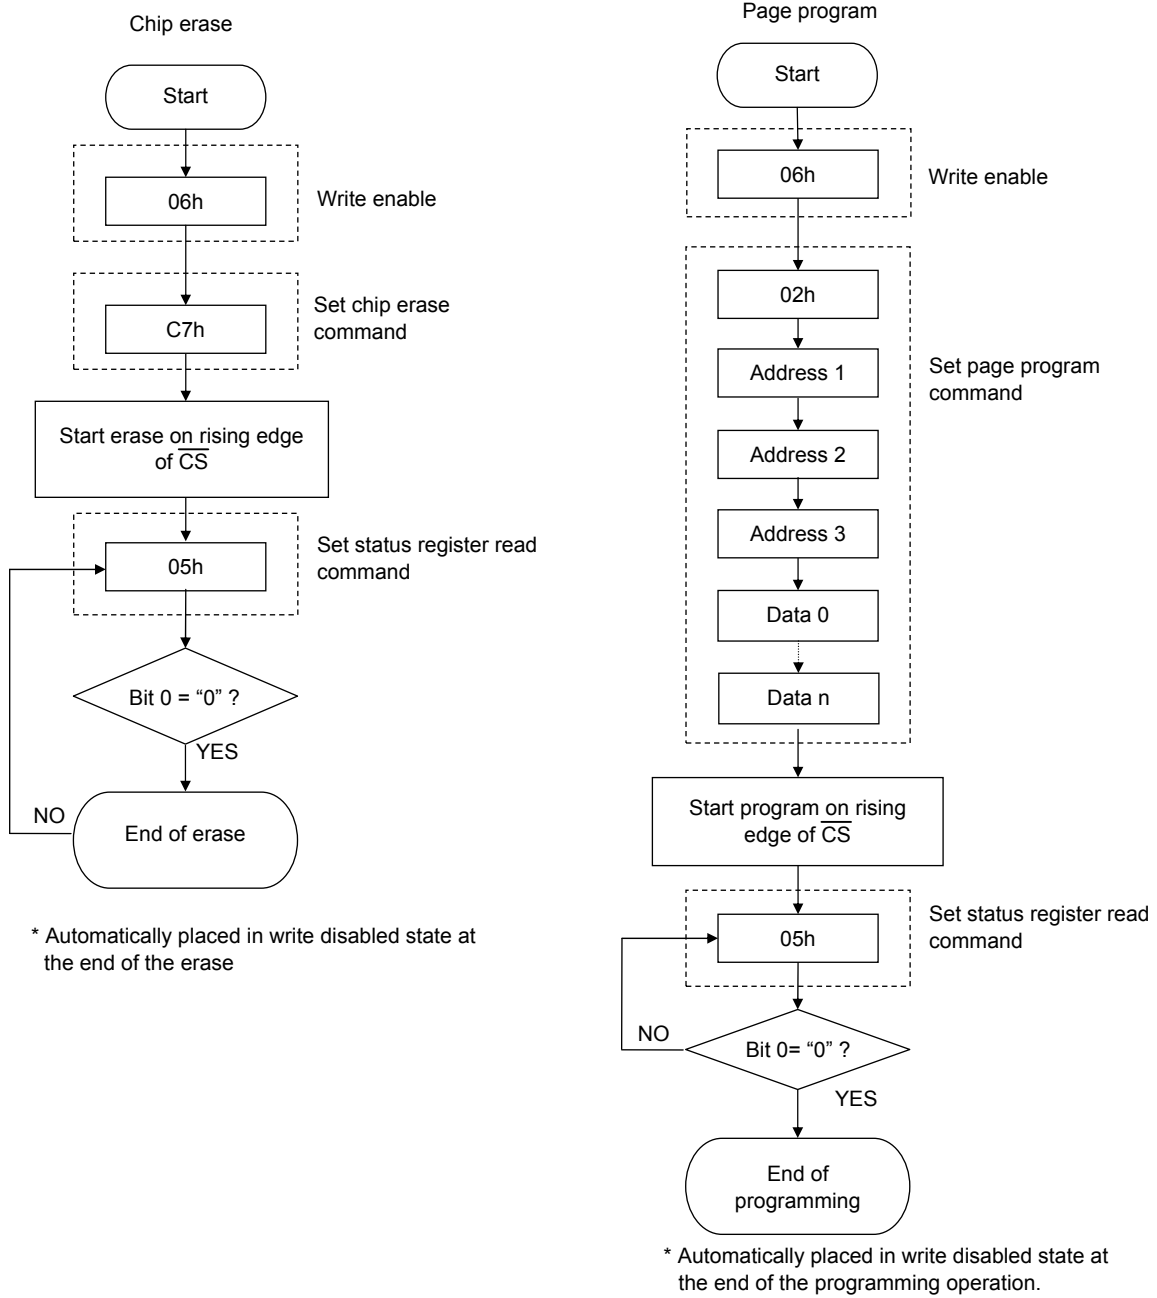 Chip erase
Start
06h
Write enable
C7h
Set chip erase
command
Start erase on rising edge
of C̅S̅
05h
Set status register read
command
Bit 0 = “0” ?
YES
NO
End of erase
* Automatically placed in write disabled state at
the end of the erase
Page program
Start
06h
Write enable
02h
Address 1
Set page program
command
Address 2
Address 3
Data 0
Data n
Start program on rising
edge of C̅S̅
05h
Set status register read
command
NO
Bit 0= “0” ?
YES
End of
programming
* Automatically placed in write disabled state at
the end of the programming operation.